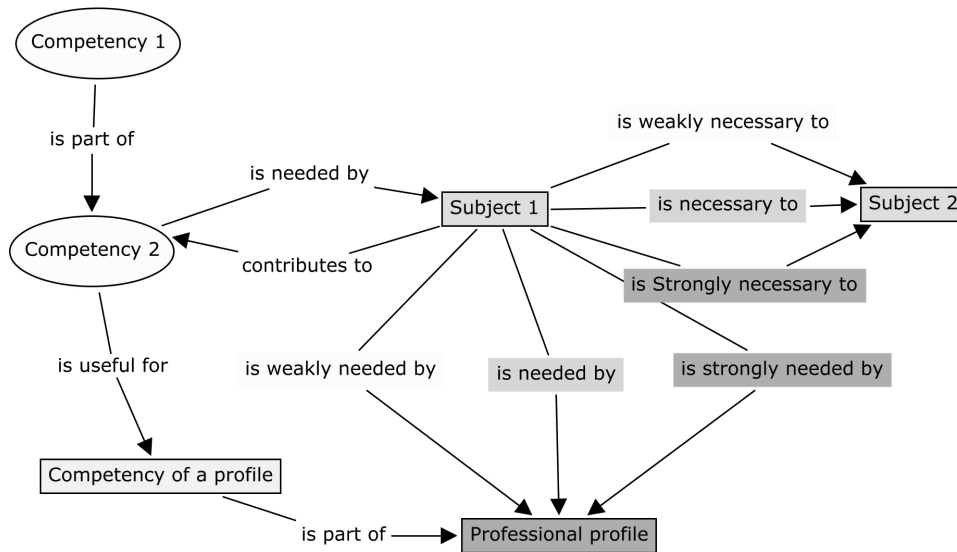 Competency 1
is part of
is weakly necessary to
is needed by
Subject 1
is necessary to
Subject 2
Competency 2
contributes to
is Strongly necessary to
is useful for
is weakly needed by
is needed by
is strongly needed by
Competency of a profile
is part of
Professional profile